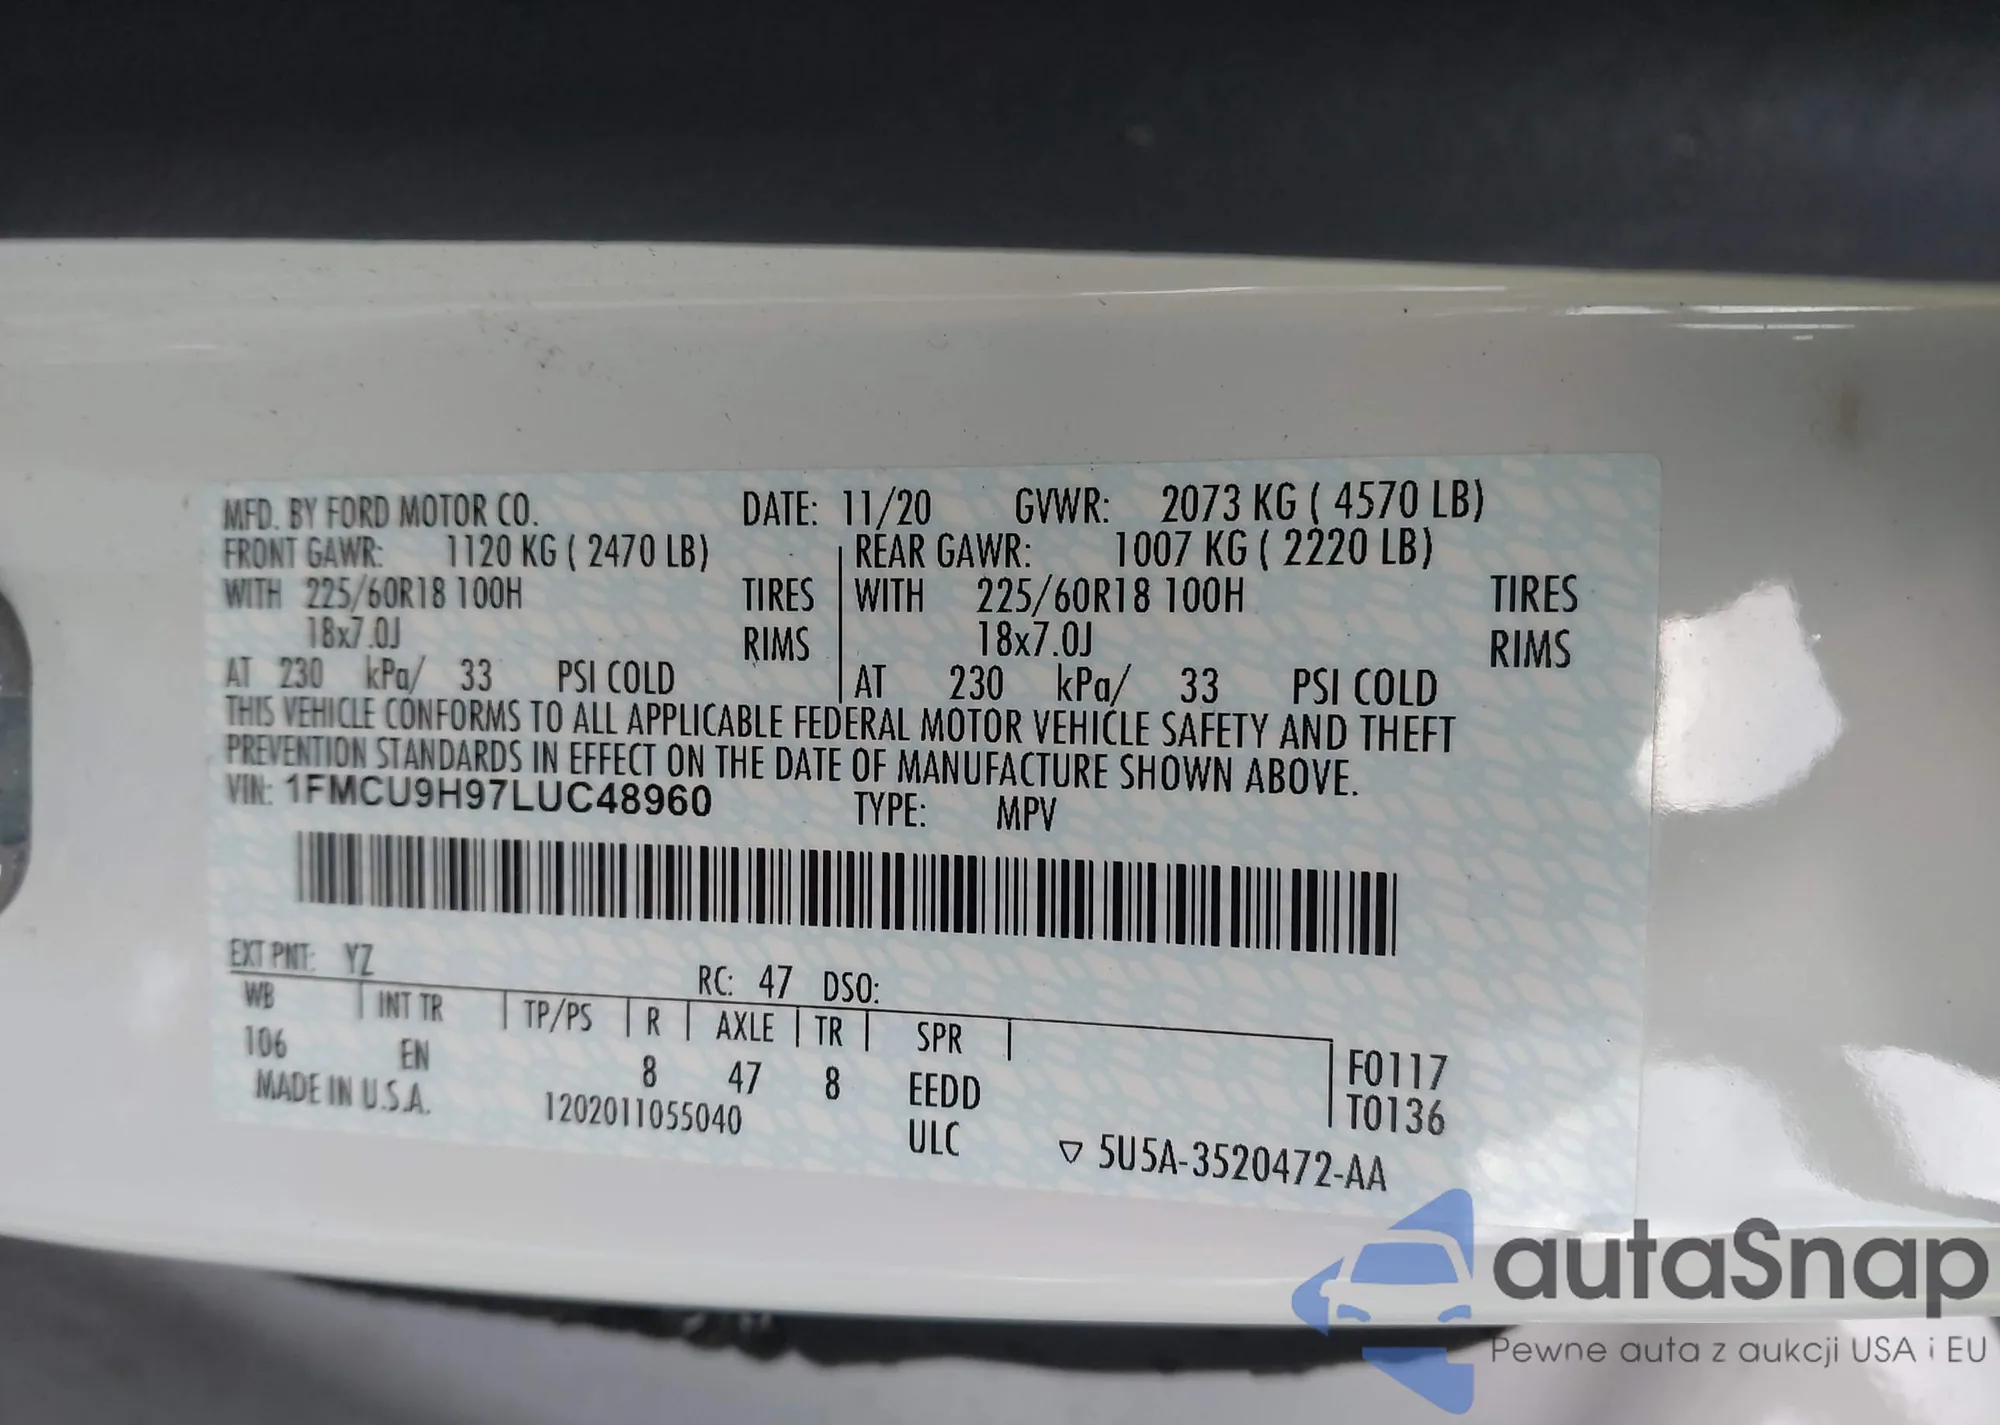 MFD. BY FORD MOTOR CO. DATE: 11/20 GVWR: 2073 KG ( 4570 LB)
FRONT GAWR: 1120 KG ( 2470 LB) REAR GAWR: 1007 KG ( 2220 LB)
WITH 225/60R18 100H TIRES WITH 225/60R18 100H TIRES
18x7.0J RIMS 18x7.0J RIMS
AT 230 kPa/ 33 PSI COLD AT 230 kPa/ 33 PSI COLD
THIS VEHICLE CONFORMS TO ALL APPLICABLE FEDERAL MOTOR VEHICLE SAFETY AND THEFT
PREVENTION STANDARDS IN EFFECT ON THE DATE OF MANUFACTURE SHOWN ABOVE.
VIN: 1FMCU9H97LUC48960 TYPE: MPV
EXT PNT: YZ RC: 47 DSO:
WB INT TR TP/PS R AXLE TR SPR
106 EN 8 47 8 EEDD F0117
MADE IN U.S.A. 1202011055040 ULC T0136
▽ 5U5A-3520472-AA
autaSnap
Pewne auta z aukcji USA i EU